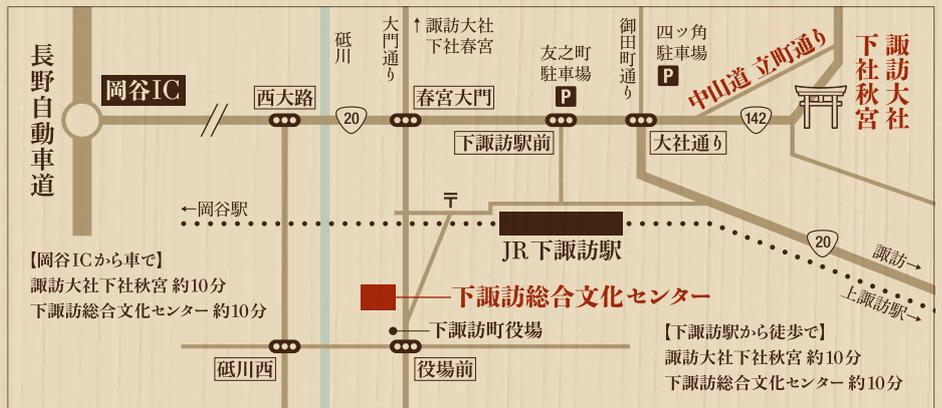 長野自動車道
岡谷IC
西大路
砥川
20
大門通り
↑諏訪大社
下社春宮
春宮大門
友之町
駐車場
P
下諏訪駅前
御田町通り
四ッ角
駐車場
P
大社通り
中山道 立町通り
142
諏訪大社
下社秋宮
←岡谷駅
〒
JR下諏訪駅
20
諏訪→
上諏訪駅→
【岡谷ICから車で】
諏訪大社下社秋宮 約10分
下諏訪総合文化センター 約10分
下諏訪総合文化センター
下諏訪町役場
砥川西
役場前
【下諏訪駅から徒歩で】
諏訪大社下社秋宮 約10分
下諏訪総合文化センター 約10分